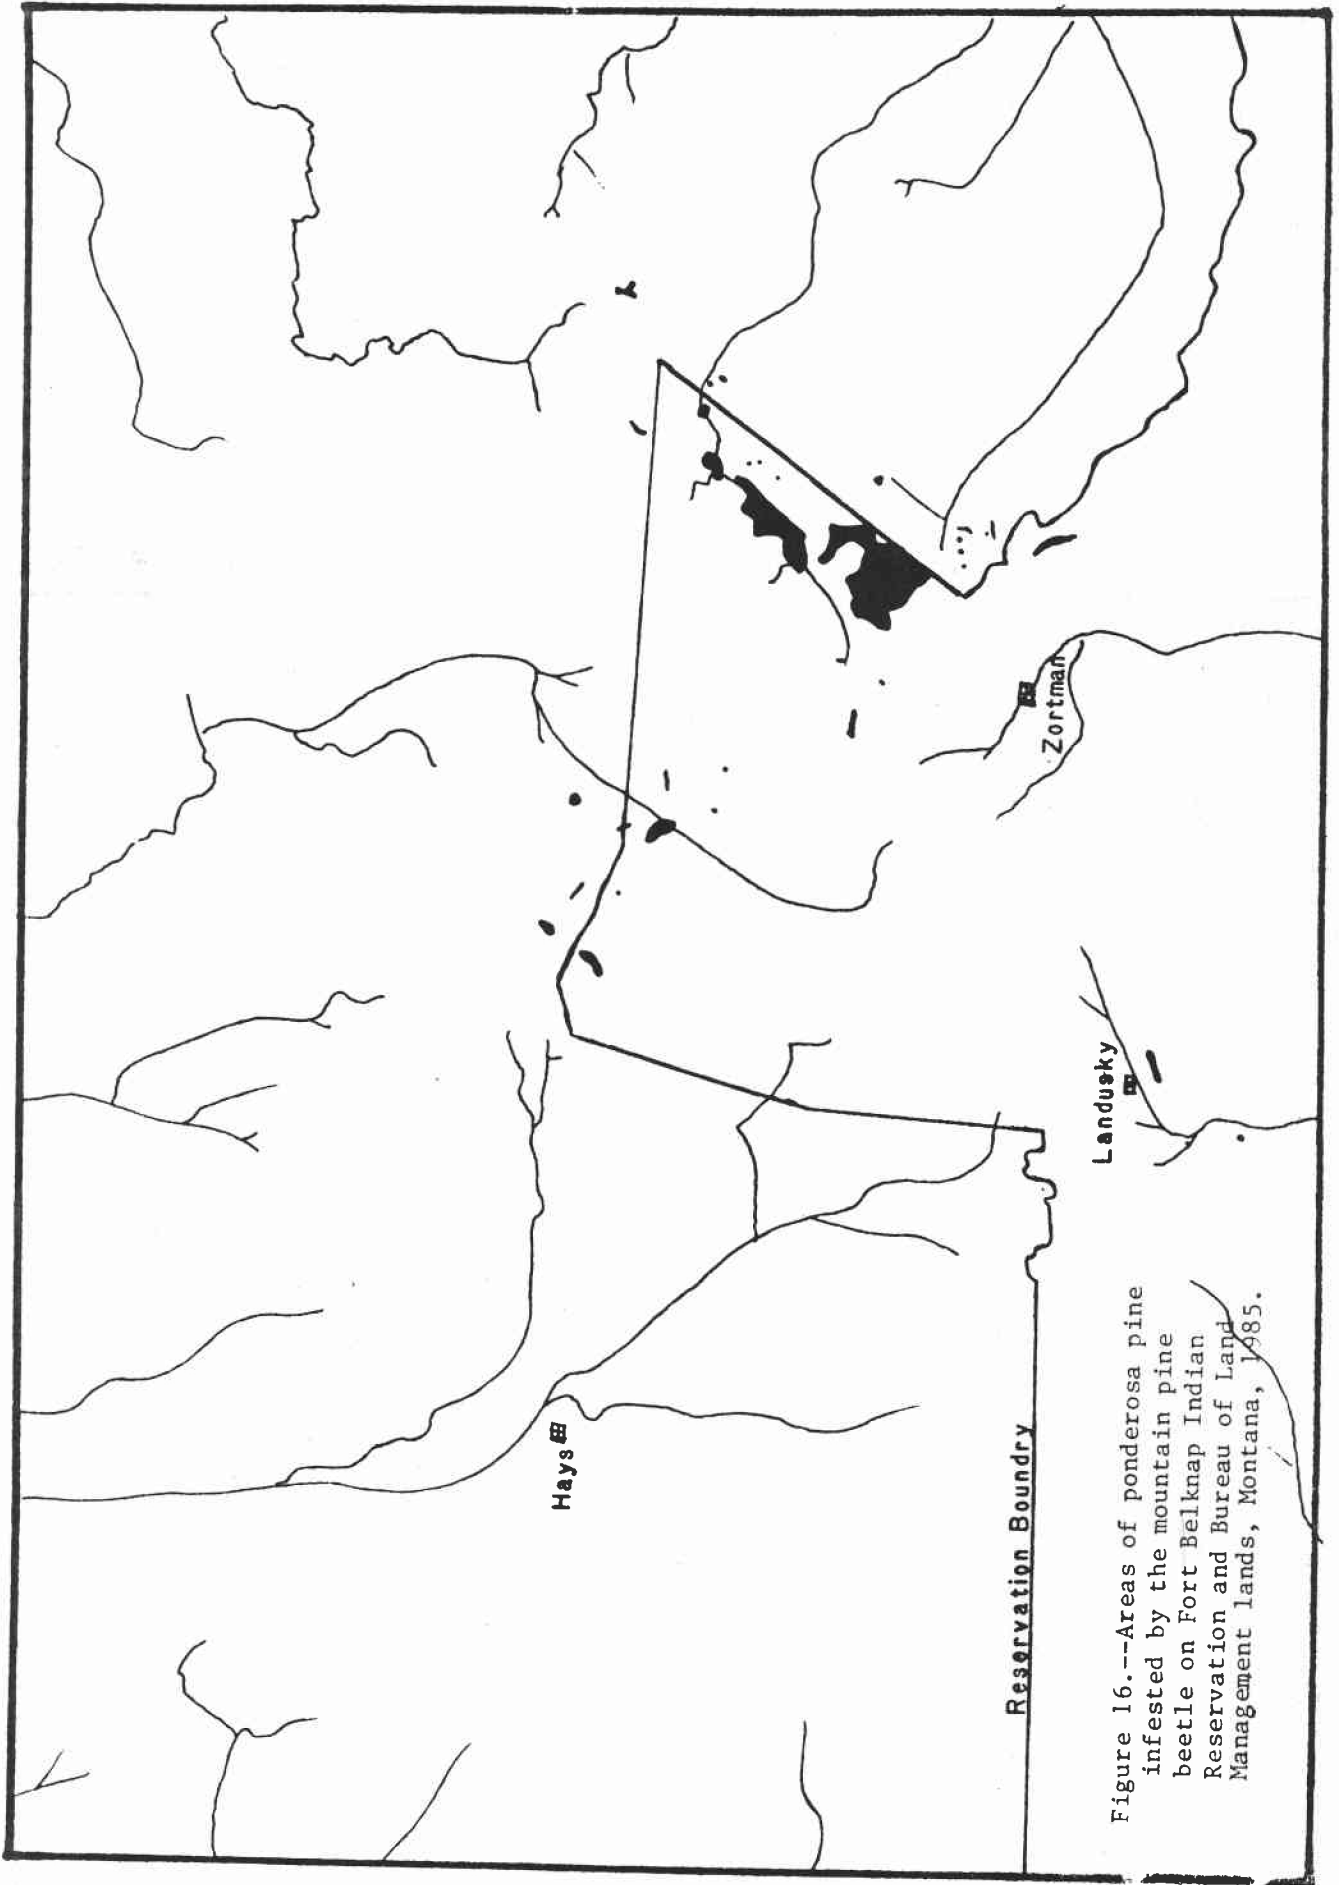 Hays
Zortman
Landusky
Reservation Boundry
Figure 16.--Areas of ponderosa pine
infested by the mountain pine
beetle on Fort Belknap Indian
Reservation and Bureau of Land
Management lands, Montana, 1985.